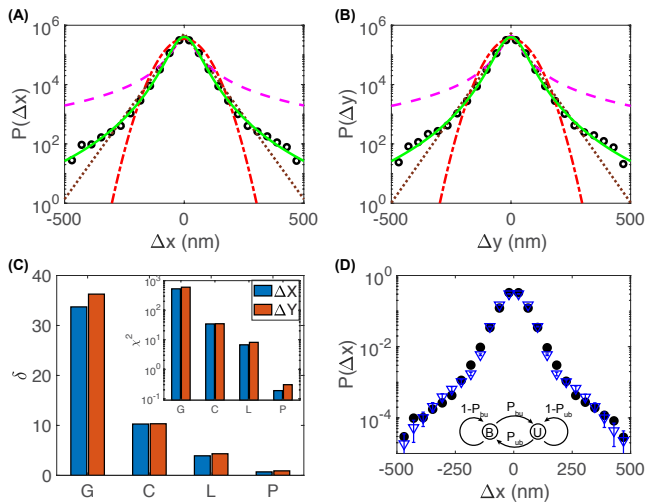 (A)
10^6
10^4
10^2
10^0
P(Δx)
-500
0
500
Δx (nm)
(B)
10^6
10^4
10^2
10^0
P(Δy)
-500
0
500
Δy (nm)
(C)
40
30
20
10
0
δ
G
C
L
P
10^3
10^2
10^1
10^0
10^-1
χ^2
G
C
L
P
ΔX
ΔY
(D)
10^0
10^-2
10^-4
P(Δx)
1-P_bu
P_bu
1-P_ub
B
U
P_ub
-500
-250
0
250
500
Δx (nm)